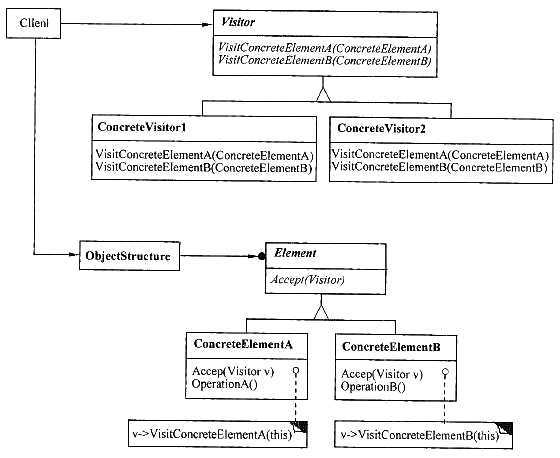 Client
Visitor
VisitConcreteElementA(ConcreteElementA)
VisitConcreteElementB(ConcreteElementB)
ConcreteVisitor1
VisitConcreteElementA(ConcreteElementA)
VisitConcreteElementB(ConcreteElementB)
ConcreteVisitor2
VisitConcreteElementA(ConcreteElementA)
VisitConcreteElementB(ConcreteElementB)
ObjectStructure
Element
Accept(Visitor)
ConcreteElementA
Accep(Visitor v)
OperationA()
ConcreteElementB
Accep(Visitor v)
OperationB()
v->VisitConcreteElementA(this)
v->VisitConcreteElementB(this)